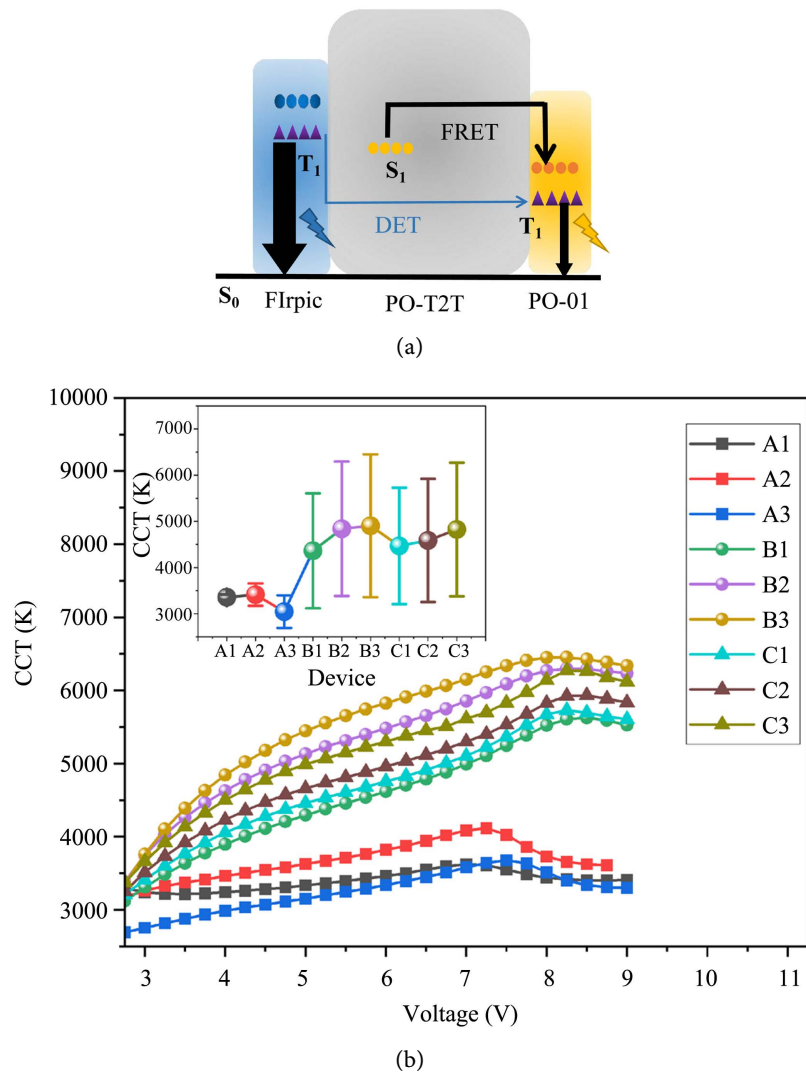 FRET
T1
S1
DET
T1
S0
FIrpic
PO-T2T
PO-01
(a)
10000
9000
8000
7000
6000
5000
4000
3000
CCT (K)
3
4
5
6
7
8
9
10
11
Voltage (V)
7000
6000
5000
4000
3000
CCT (K)
A1 A2 A3 B1 B2 B3 C1 C2 C3
Device
A1
A2
A3
B1
B2
B3
C1
C2
C3
(b)